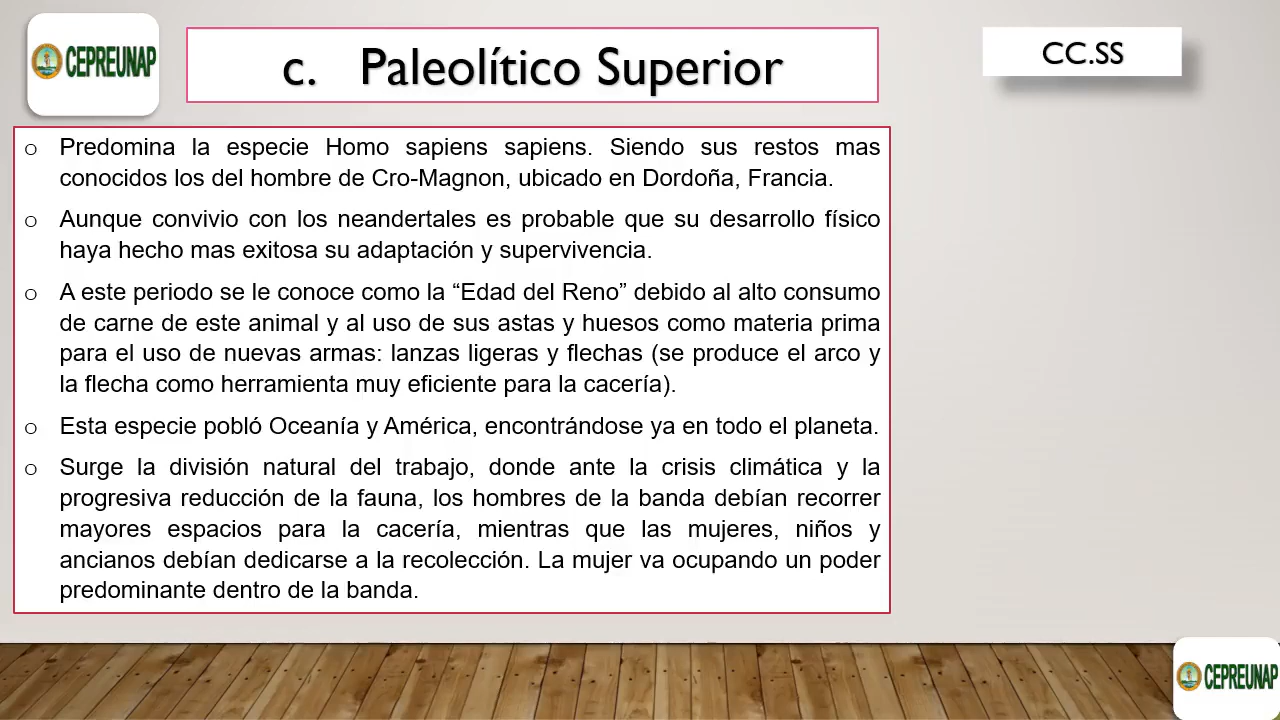 CEPREUNAP
c. Paleolítico Superior
CC.SS
o Predomina la especie Homo sapiens sapiens. Siendo sus restos mas
conocidos los del hombre de Cro-Magnon, ubicado en Dordoña, Francia.
o Aunque convivio con los neandertales es probable que su desarrollo físico
haya hecho mas exitosa su adaptación y supervivencia.
o A este periodo se le conoce como la “Edad del Reno” debido al alto consumo
de carne de este animal y al uso de sus astas y huesos como materia prima
para el uso de nuevas armas: lanzas ligeras y flechas (se produce el arco y
la flecha como herramienta muy eficiente para la cacería).
o Esta especie pobló Oceanía y América, encontrándose ya en todo el planeta.
o Surge la división natural del trabajo, donde ante la crisis climática y la
progresiva reducción de la fauna, los hombres de la banda debían recorrer
mayores espacios para la cacería, mientras que las mujeres, niños y
ancianos debían dedicarse a la recolección. La mujer va ocupando un poder
predominante dentro de la banda.
CEPREUNAP